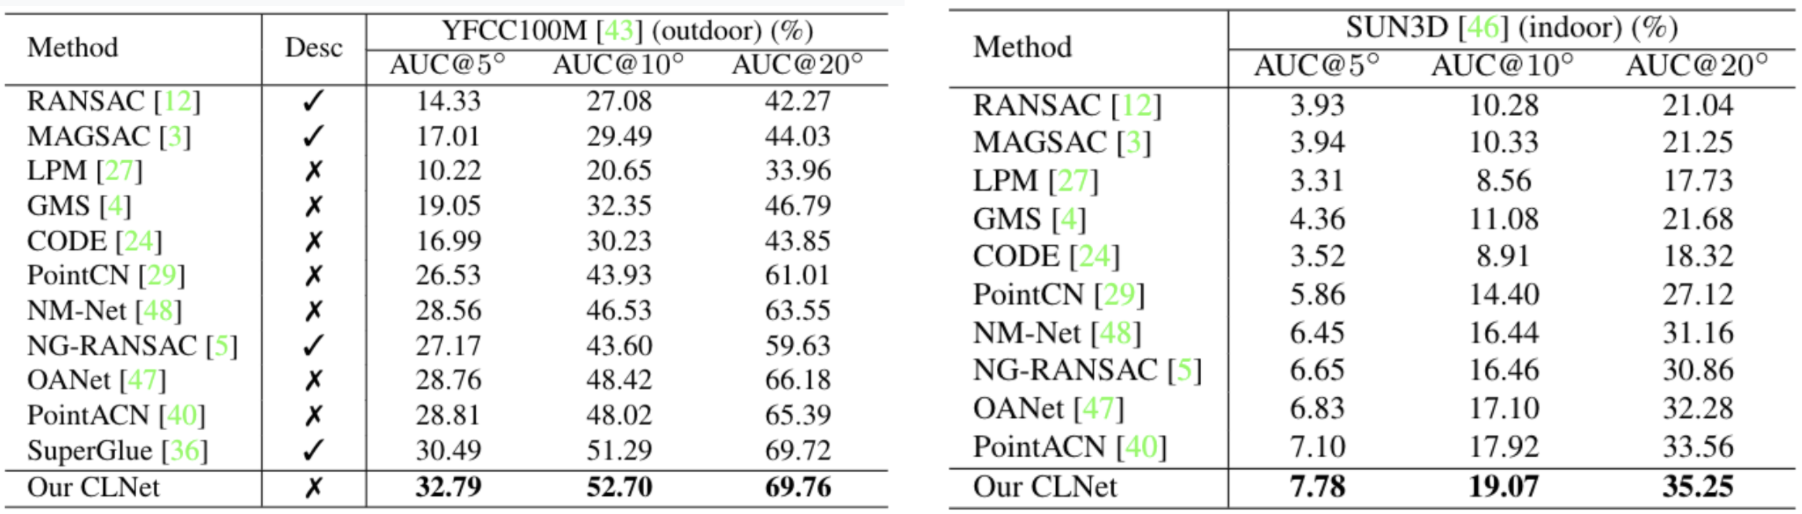 Method Desc YFCC100M [43] (outdoor) (%)
AUC@5° AUC@10° AUC@20°
RANSAC [12] ✓ 14.33 27.08 42.27
MAGSAC [3] ✓ 17.01 29.49 44.03
LPM [27] ✗ 10.22 20.65 33.96
GMS [4] ✗ 19.05 32.35 46.79
CODE [24] ✗ 16.99 30.23 43.85
PointCN [29] ✗ 26.53 43.93 61.01
NM-Net [48] ✗ 28.56 46.53 63.55
NG-RANSAC [5] ✓ 27.17 43.60 59.63
OANet [47] ✗ 28.76 48.42 66.18
PointACN [40] ✗ 28.81 48.02 65.39
SuperGlue [36] ✓ 30.49 51.29 69.72
Our CLNet ✗ 32.79 52.70 69.76
Method SUN3D [46] (indoor) (%)
AUC@5° AUC@10° AUC@20°
RANSAC [12] 3.93 10.28 21.04
MAGSAC [3] 3.94 10.33 21.25
LPM [27] 3.31 8.56 17.73
GMS [4] 4.36 11.08 21.68
CODE [24] 3.52 8.91 18.32
PointCN [29] 5.86 14.40 27.12
NM-Net [48] 6.45 16.44 31.16
NG-RANSAC [5] 6.65 16.46 30.86
OANet [47] 6.83 17.10 32.28
PointACN [40] 7.10 17.92 33.56
Our CLNet 7.78 19.07 35.25